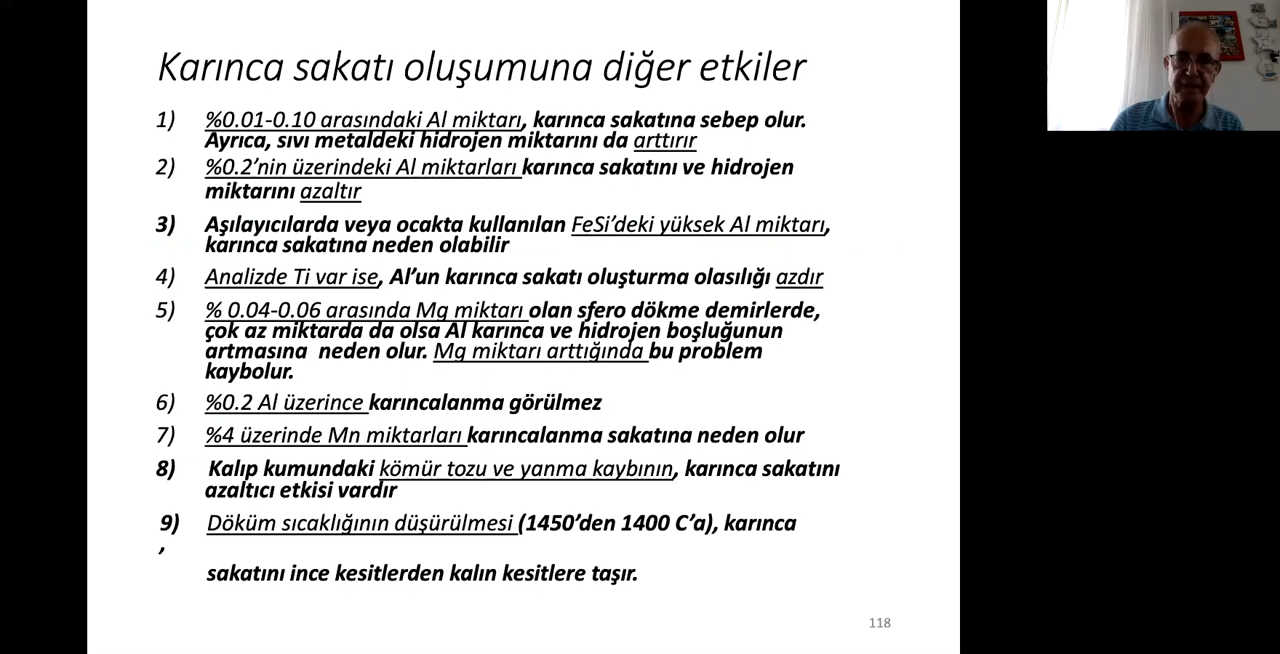 Karınca sakatı oluşumuna diğer etkiler
1) %0.01-0.10 arasındaki Al miktarı, karınca sakatına sebep olur.
Ayrıca, sıvı metaldeki hidrojen miktarını da arttırır
2) %0.2’nin üzerindeki Al miktarları karınca sakatını ve hidrojen
miktarını azaltır
3) Aşılayıcılarda veya ocakta kullanılan FeSi’deki yüksek Al miktarı,
karınca sakatına neden olabilir
4) Analizde Ti var ise, Al’un karınca sakatı oluşturma olasılığı azdır
5) % 0.04-0.06 arasında Mg miktarı olan sfero dökme demirlerde,
çok az miktarda da olsa Al karınca ve hidrojen boşluğunun
artmasına neden olur. Mg miktarı arttığında bu problem
kaybolur.
6) %0.2 Al üzerince karıncalanma görülmez
7) %4 üzerinde Mn miktarları karıncalanma sakatına neden olur
8) Kalıp kumundaki kömür tozu ve yanma kaybının, karınca sakatını
azaltıcı etkisi vardır
9) Döküm sıcaklığının düşürülmesi (1450’den 1400 C’a), karınca
,
sakatını ince kesitlerden kalın kesitlere taşır.
118